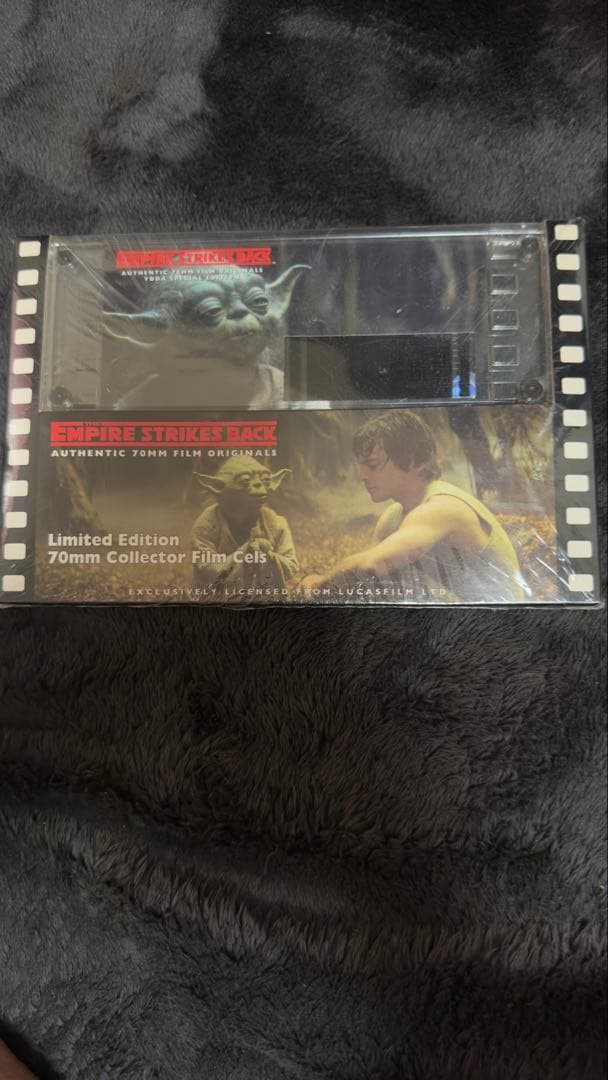 EMPIRE STRIKES BACK
AUTHENTIC 70MM FILM ORIGINALS
YODA SPECIAL EDITION
THE
EMPIRE STRIKES BACK
AUTHENTIC 70MM FILM ORIGINALS
Limited Edition
70mm Collector Film Cels
EXCLUSIVELY LICENSED FROM LUCASFILM LTD.